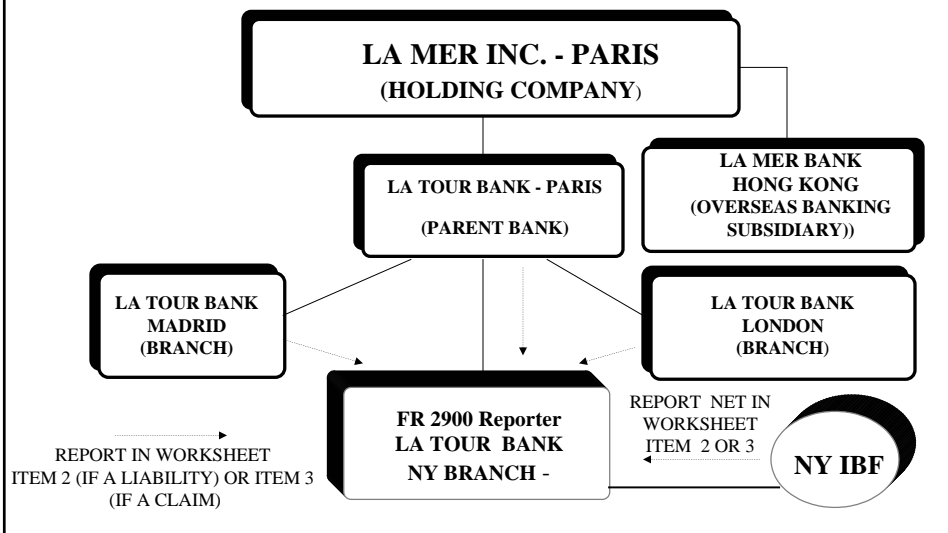 LA MER INC. - PARIS
(HOLDING COMPANY)
LA TOUR BANK - PARIS
(PARENT BANK)
LA MER BANK
HONG KONG
(OVERSEAS BANKING
SUBSIDIARY))
LA TOUR BANK
MADRID
(BRANCH)
LA TOUR BANK
LONDON
(BRANCH)
FR 2900 Reporter
LA TOUR BANK
NY BRANCH -
REPORT NET IN
WORKSHEET
ITEM 2 OR 3
NY IBF
REPORT IN WORKSHEET
ITEM 2 (IF A LIABILITY) OR ITEM 3
(IF A CLAIM)